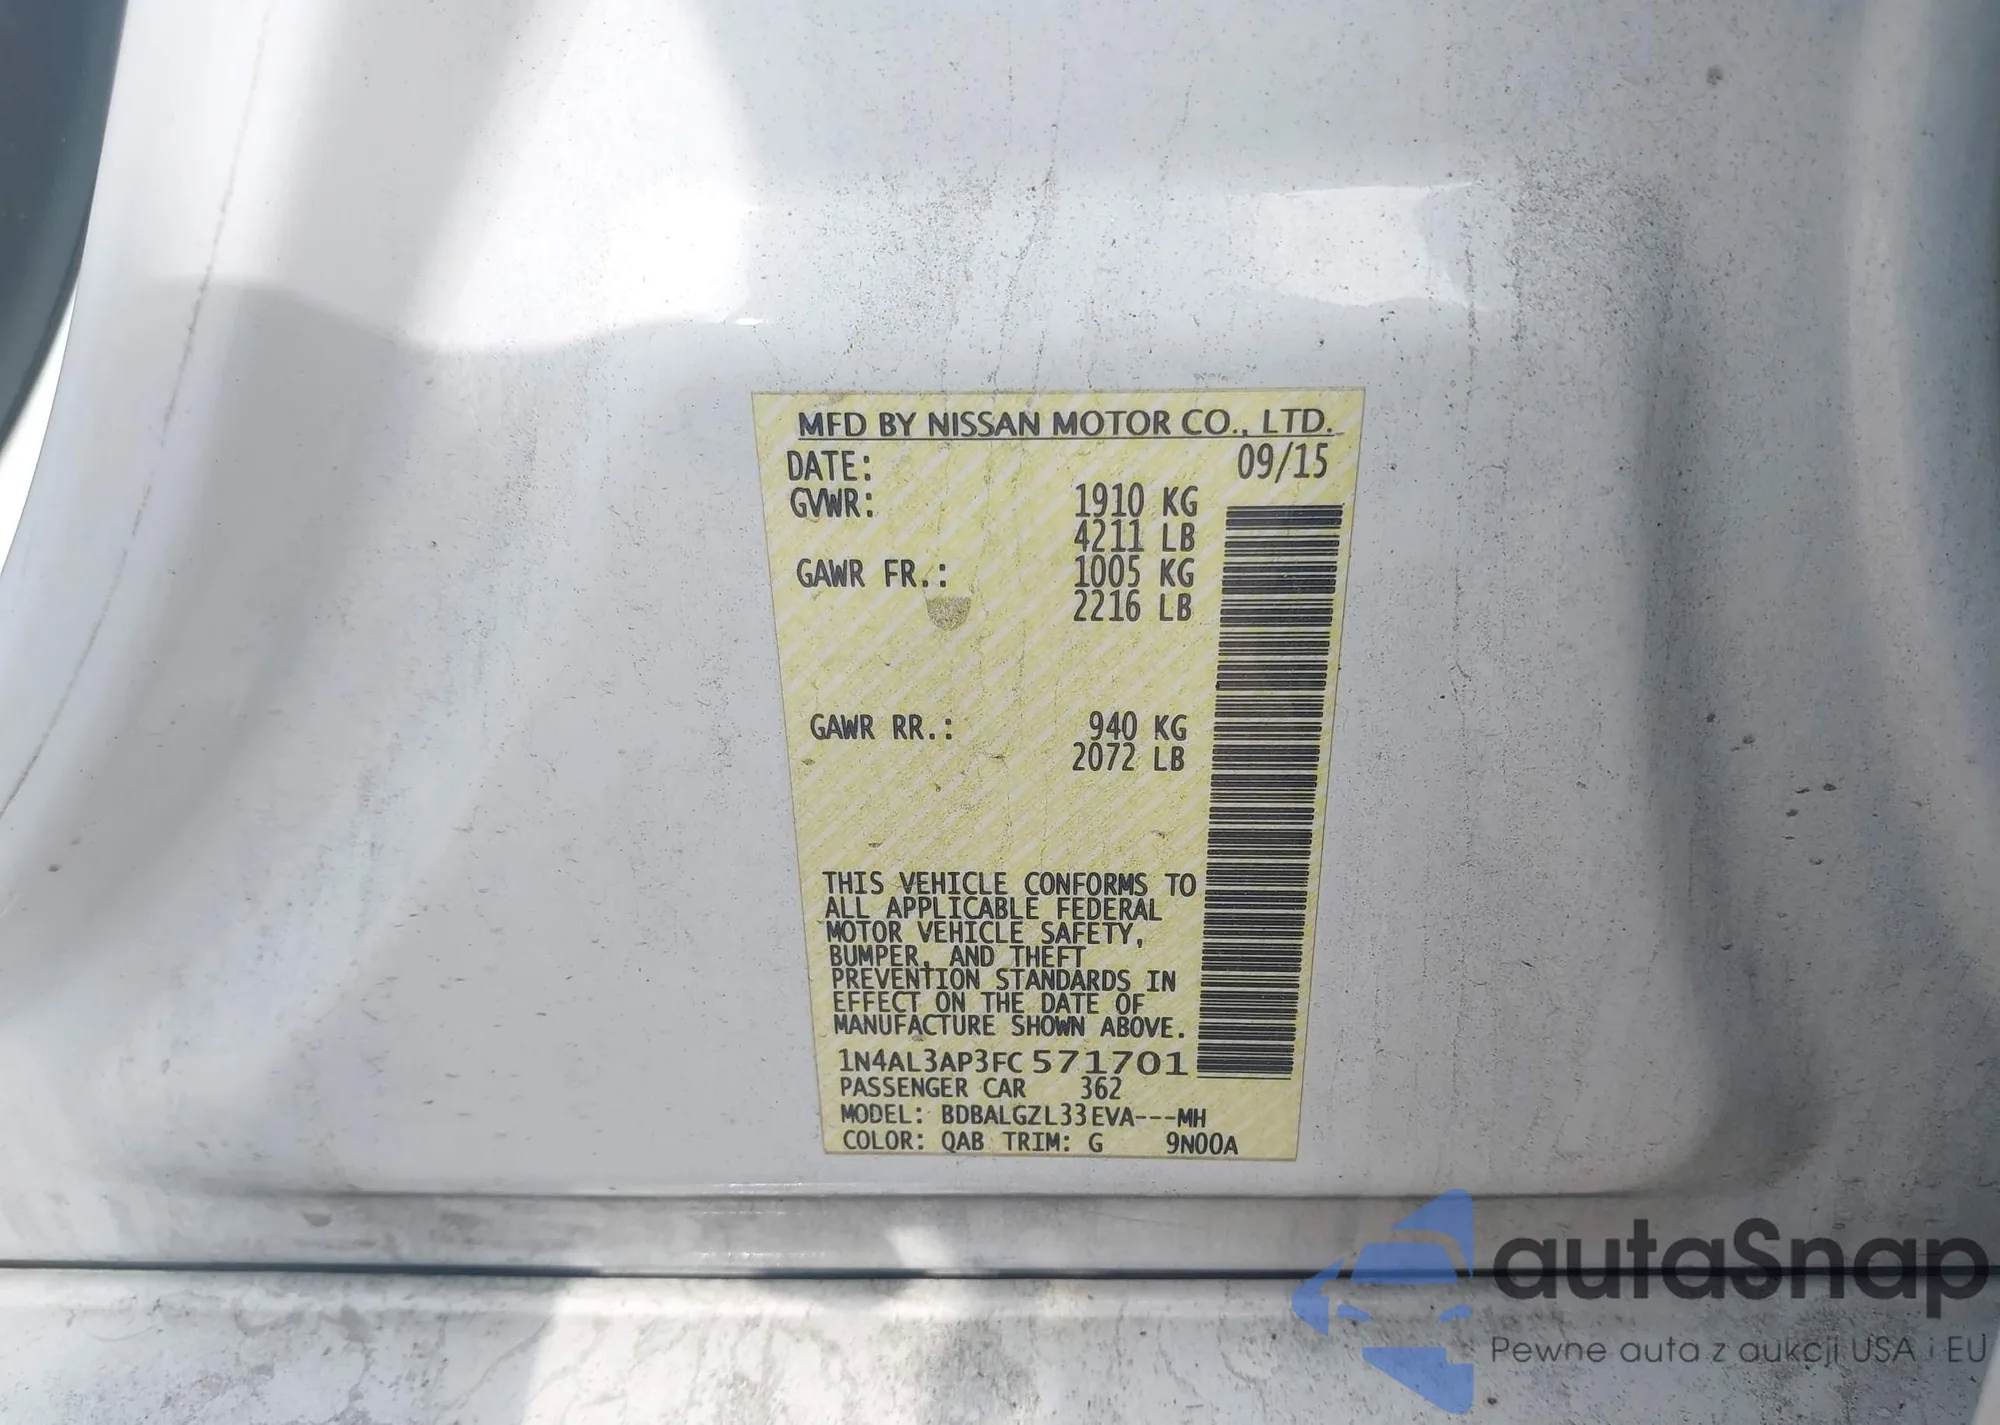 MFD BY NISSAN MOTOR CO., LTD.
DATE: 09/15
GVWR: 1910 KG
4211 LB
GAWR FR.: 1005 KG
2216 LB
GAWR RR.: 940 KG
2072 LB
THIS VEHICLE CONFORMS TO
ALL APPLICABLE FEDERAL
MOTOR VEHICLE SAFETY,
BUMPER, AND THEFT
PREVENTION STANDARDS IN
EFFECT ON THE DATE OF
MANUFACTURE SHOWN ABOVE.
1N4AL3AP3FC571701
PASSENGER CAR 362
MODEL: BDBALGZL33EVA---MH
COLOR: QAB TRIM: G 9N00A
autaSnap
Pewne auta z aukcji USA i EU